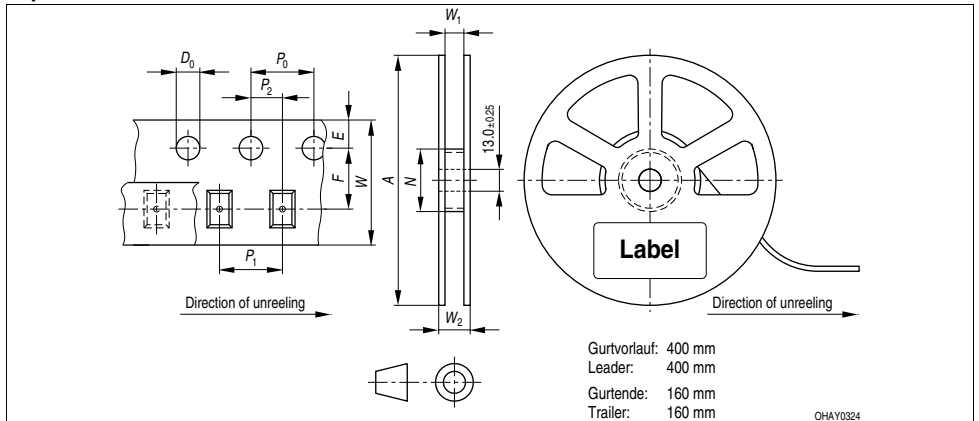 W1
D0
P0
P2
E
F
W
A
N
13.0±0.25
Label
P1
Direction of unreeling
W2
Direction of unreeling
Gurtvorlauf: 400 mm
Leader: 400 mm
Gurtende: 160 mm
Trailer: 160 mm
OHAY0324